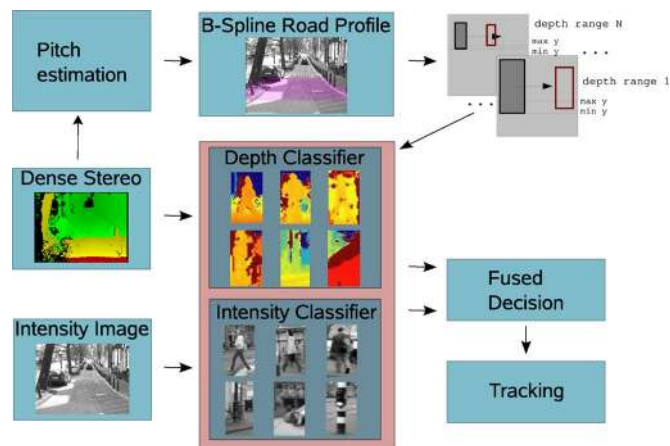 Pitch
estimation
B-Spline Road Profile
depth range N
max y
min y
depth range 1
max y
min y
Dense Stereo
Depth Classifier
Intensity Image
Intensity Classifier
Fused
Decision
Tracking